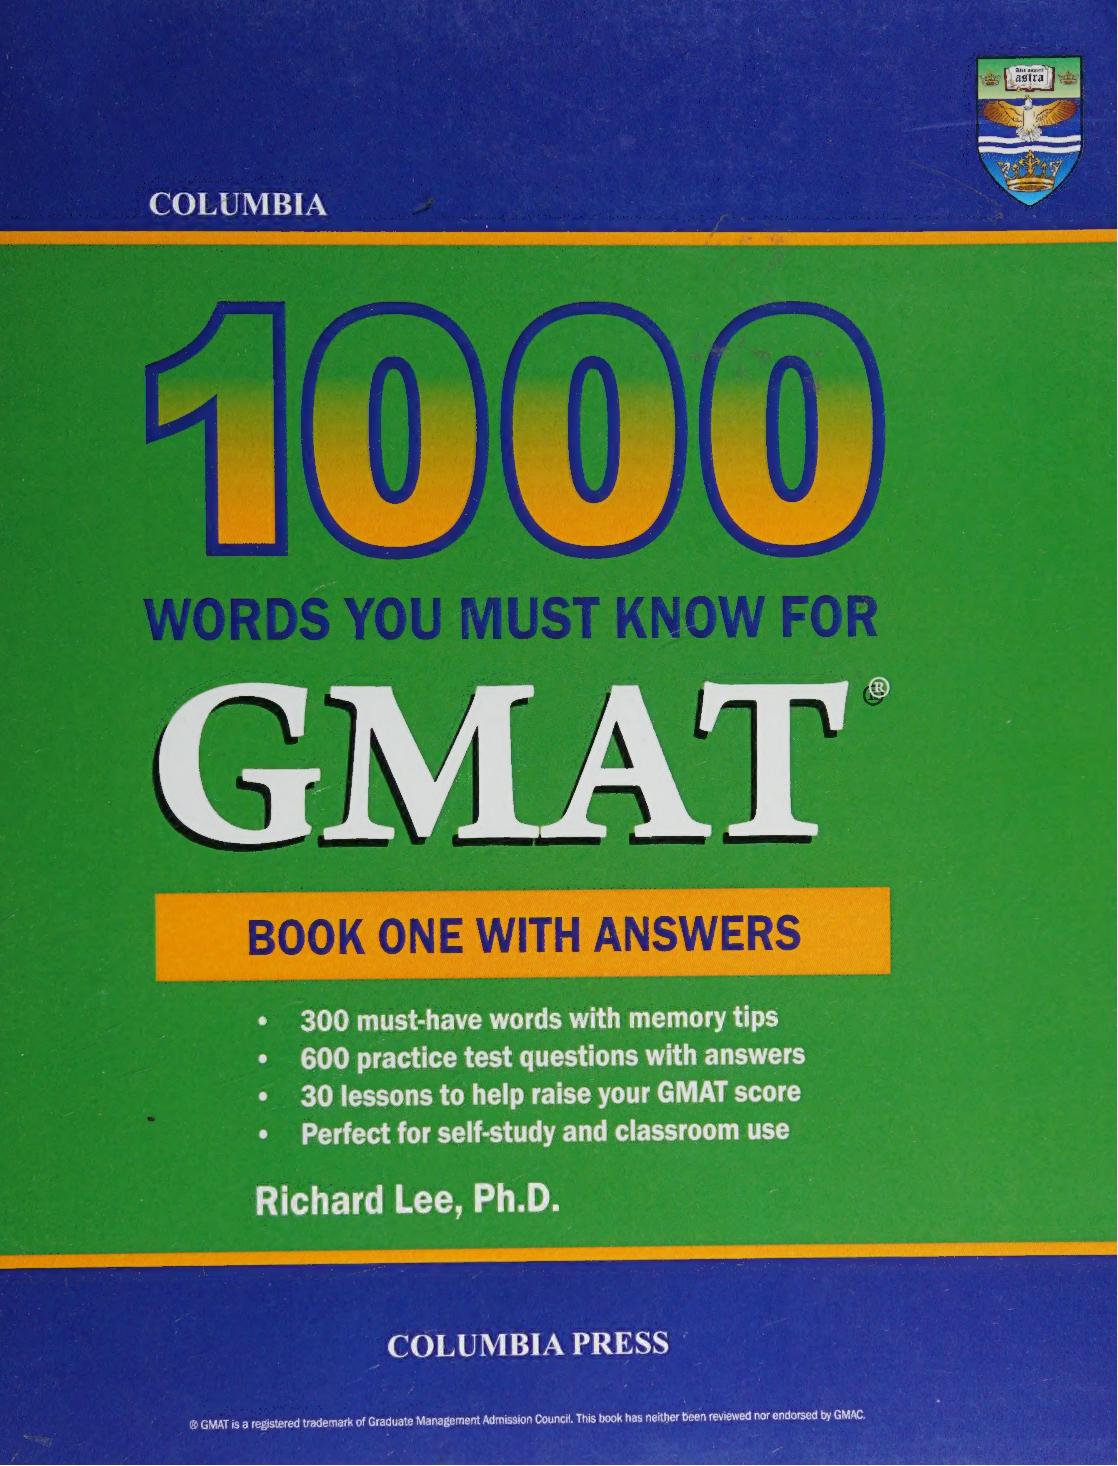 astra
COLUMBIA
1000
WORDS YOU MUST KNOW FOR
GMAT®
BOOK ONE WITH ANSWERS
• 300 must-have words with memory tips
• 600 practice test questions with answers
• 30 lessons to help raise your GMAT score
• Perfect for self-study and classroom use
Richard Lee, Ph.D.
COLUMBIA PRESS
® GMAT is a registered trademark of Graduate Management Admission Council. This book has neither been reviewed nor endorsed by GMAC.